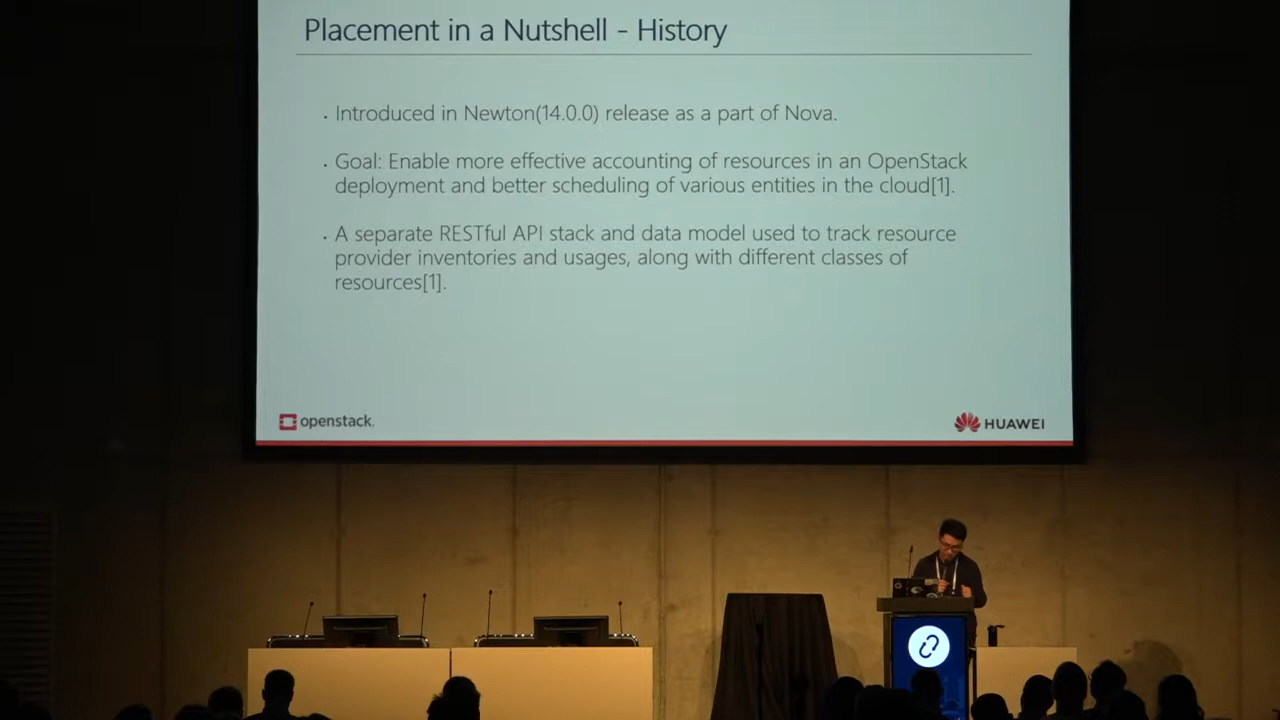 Placement in a Nutshell - History
. Introduced in Newton(14.0.0) release as a part of Nova.
. Goal: Enable more effective accounting of resources in an OpenStack
deployment and better scheduling of various entities in the cloud[1].
. A separate RESTful API stack and data model used to track resource
provider inventories and usages, along with different classes of
resources[1].
openstack.
HUAWEI